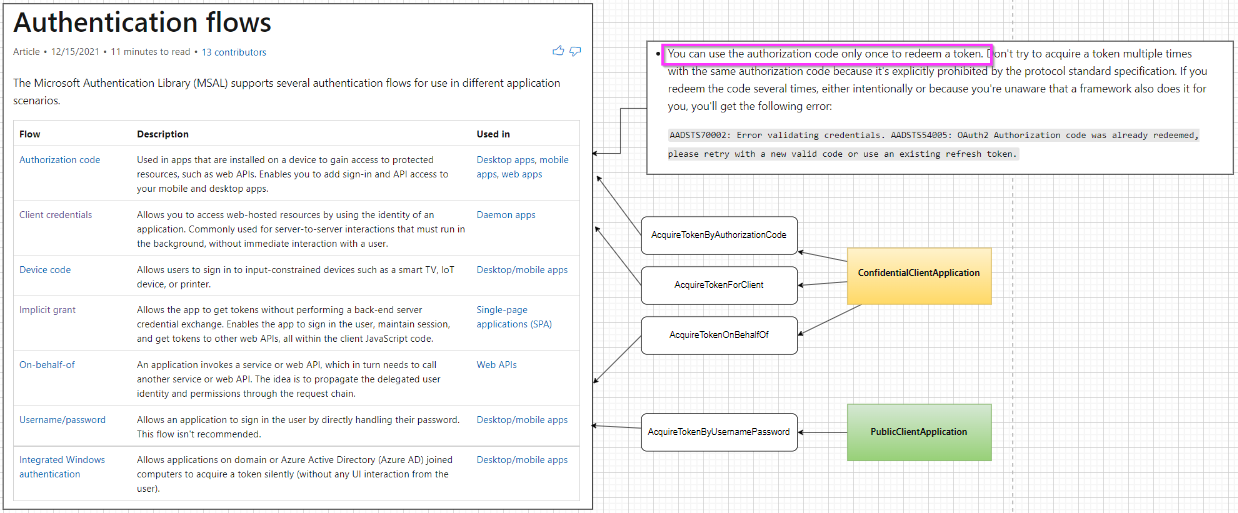 Authentication flows
Article • 12/15/2021 • 11 minutes to read • 13 contributors
The Microsoft Authentication Library (MSAL) supports several authentication flows for use in different application
scenarios.
Flow Description Used in
Authorization code Used in apps that are installed on a device to gain access to protected Desktop apps, mobile
resources, such as web APIs. Enables you to add sign-in and API access to apps, web apps
your mobile and desktop apps.
Client credentials Allows you to access web-hosted resources by using the identity of an Daemon apps
application. Commonly used for server-to-server interactions that must run in
the background, without immediate interaction with a user.
Device code Allows users to sign in to input-constrained devices such as a smart TV, IoT Desktop/mobile apps
device, or printer.
Implicit grant Allows the app to get tokens without performing a back-end server Single-page
credential exchange. Enables the app to sign in the user, maintain session, applications (SPA)
and get tokens to other web APIs, all within the client JavaScript code.
On-behalf-of An application invokes a service or web API, which in turn needs to call Web APIs
another service or web API. The idea is to propagate the delegated user
identity and permissions through the request chain.
Username/password Allows an application to sign in the user by directly handling their password. Desktop/mobile apps
This flow isn't recommended.
Integrated Windows Allows applications on domain or Azure Active Directory (Azure AD) joined Desktop/mobile apps
authentication computers to acquire a token silently (without any UI interaction from the
user).
• You can use the authorization code only once to redeem a token. Don't try to acquire a token multiple times
with the same authorization code because it's explicitly prohibited by the protocol standard specification. If you
redeem the code several times, either intentionally or because you're unaware that a framework also does it for
you, you'll get the following error:
AADSTS70002: Error validating credentials. AADSTS54005: OAuth2 Authorization code was already redeemed,
please retry with a new valid code or use an existing refresh token.
AcquireTokenByAuthorizationCode
AcquireTokenForClient
ConfidentialClientApplication
AcquireTokenOnBehalfOf
AcquireTokenByUsernamePassword
PublicClientApplication